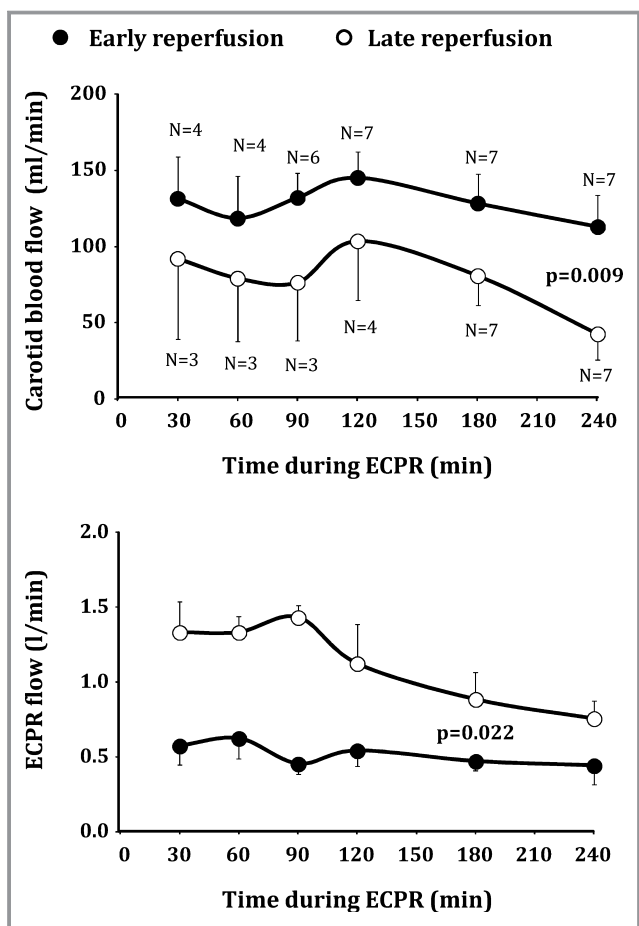 Early reperfusion Late reperfusion
Carotid blood flow (ml/min)
200
150
100
50
0
N=4 N=4 N=6 N=7 N=7 N=7
p=0.009
N=3 N=3 N=3 N=4 N=7 N=7
0 30 60 90 120 150 180 210 240
Time during ECPR (min)
ECPR flow (l/min)
2.0
1.5
1.0
0.5
0.0
p=0.022
0 30 60 90 120 150 180 210 240
Time during ECPR (min)